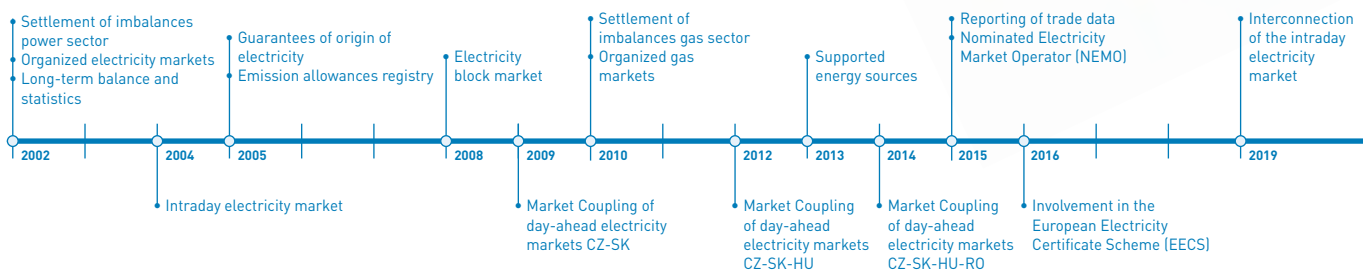 Settlement of imbalances
power sector
Organized electricity markets
Long-term balance and
statistics
Guarantees of origin of
electricity
Emission allowances registry
Electricity
block market
Settlement of
imbalances gas sector
Organized gas
markets
Supported
energy sources
Reporting of trade data
Nominated Electricity
Market Operator (NEMO)
Interconnection
of the intraday
electricity
market
2002
2004
2005
2008
2009
2010
2012
2013
2014
2015
2016
2019
Intraday electricity market
Market Coupling of
day-ahead electricity
markets CZ-SK
Market Coupling
of day-ahead
electricity markets
CZ-SK-HU
Market Coupling
of day-ahead
electricity markets
CZ-SK-HU-RO
Involvement in the
European Electricity
Certificate Scheme (EECS)